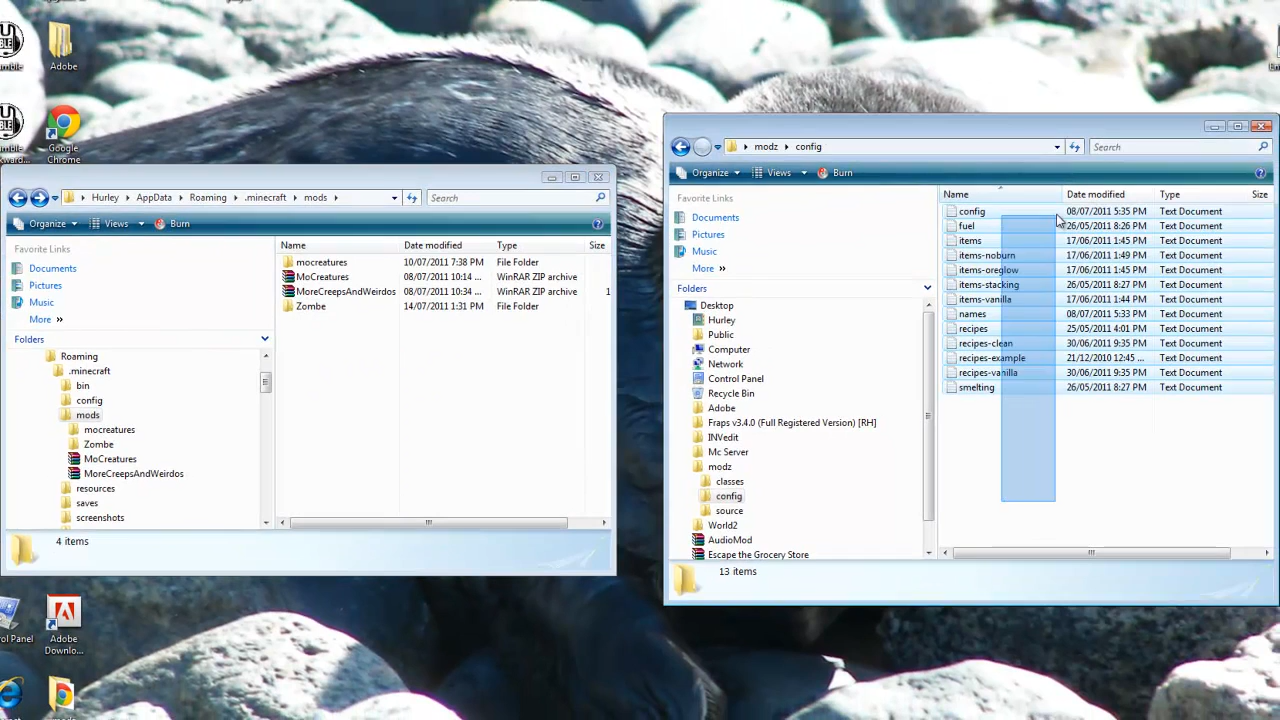 Adobe
Google
Chrome
Hurley
AppData
Roaming
.minecraft
mods
Search
Organize
Views
Burn
Favorite Links
Documents
Pictures
Music
More »
Folders
Roaming
.minecraft
bin
config
mods
mocreatures
Zombe
MoCreatures
MoreCreepsAndWeirdos
resources
saves
screenshots
Name
Date modified
Type
Size
mocreatures 10/07/2011 7:38 PM File Folder
MoCreatures 08/07/2011 10:14 ... WinRAR ZIP archive
MoreCreepsAndWeirdos 08/07/2011 10:34 ... WinRAR ZIP archive 1
Zombe 14/07/2011 1:31 PM File Folder
4 items
modz
config
Search
Organize
Views
Burn
Favorite Links
Documents
Pictures
Music
More »
Folders
Desktop
Hurley
Public
Computer
Network
Control Panel
Recycle Bin
Adobe
Fraps v3.4.0 (Full Registered Version) [RH]
INVedit
Mc Server
modz
classes
config
source
World2
AudioMod
Escape the Grocery Store
Name
Date modified
Type
Size
config 08/07/2011 5:35 PM Text Document
fuel 26/05/2011 8:26 PM Text Document
items 17/06/2011 1:45 PM Text Document
items-noburn 17/06/2011 1:49 PM Text Document
items-oreglow 17/06/2011 1:45 PM Text Document
items-stacking 26/05/2011 8:27 PM Text Document
items-vanilla 17/06/2011 1:44 PM Text Document
names 08/07/2011 5:33 PM Text Document
recipes 25/05/2011 4:01 PM Text Document
recipes-clean 30/06/2011 9:35 PM Text Document
recipes-example 21/12/2010 12:45 ... Text Document
recipes-vanilla 30/06/2011 9:35 PM Text Document
smelting 26/05/2011 8:27 PM Text Document
13 items
rol Panel
Adobe
Downlo...